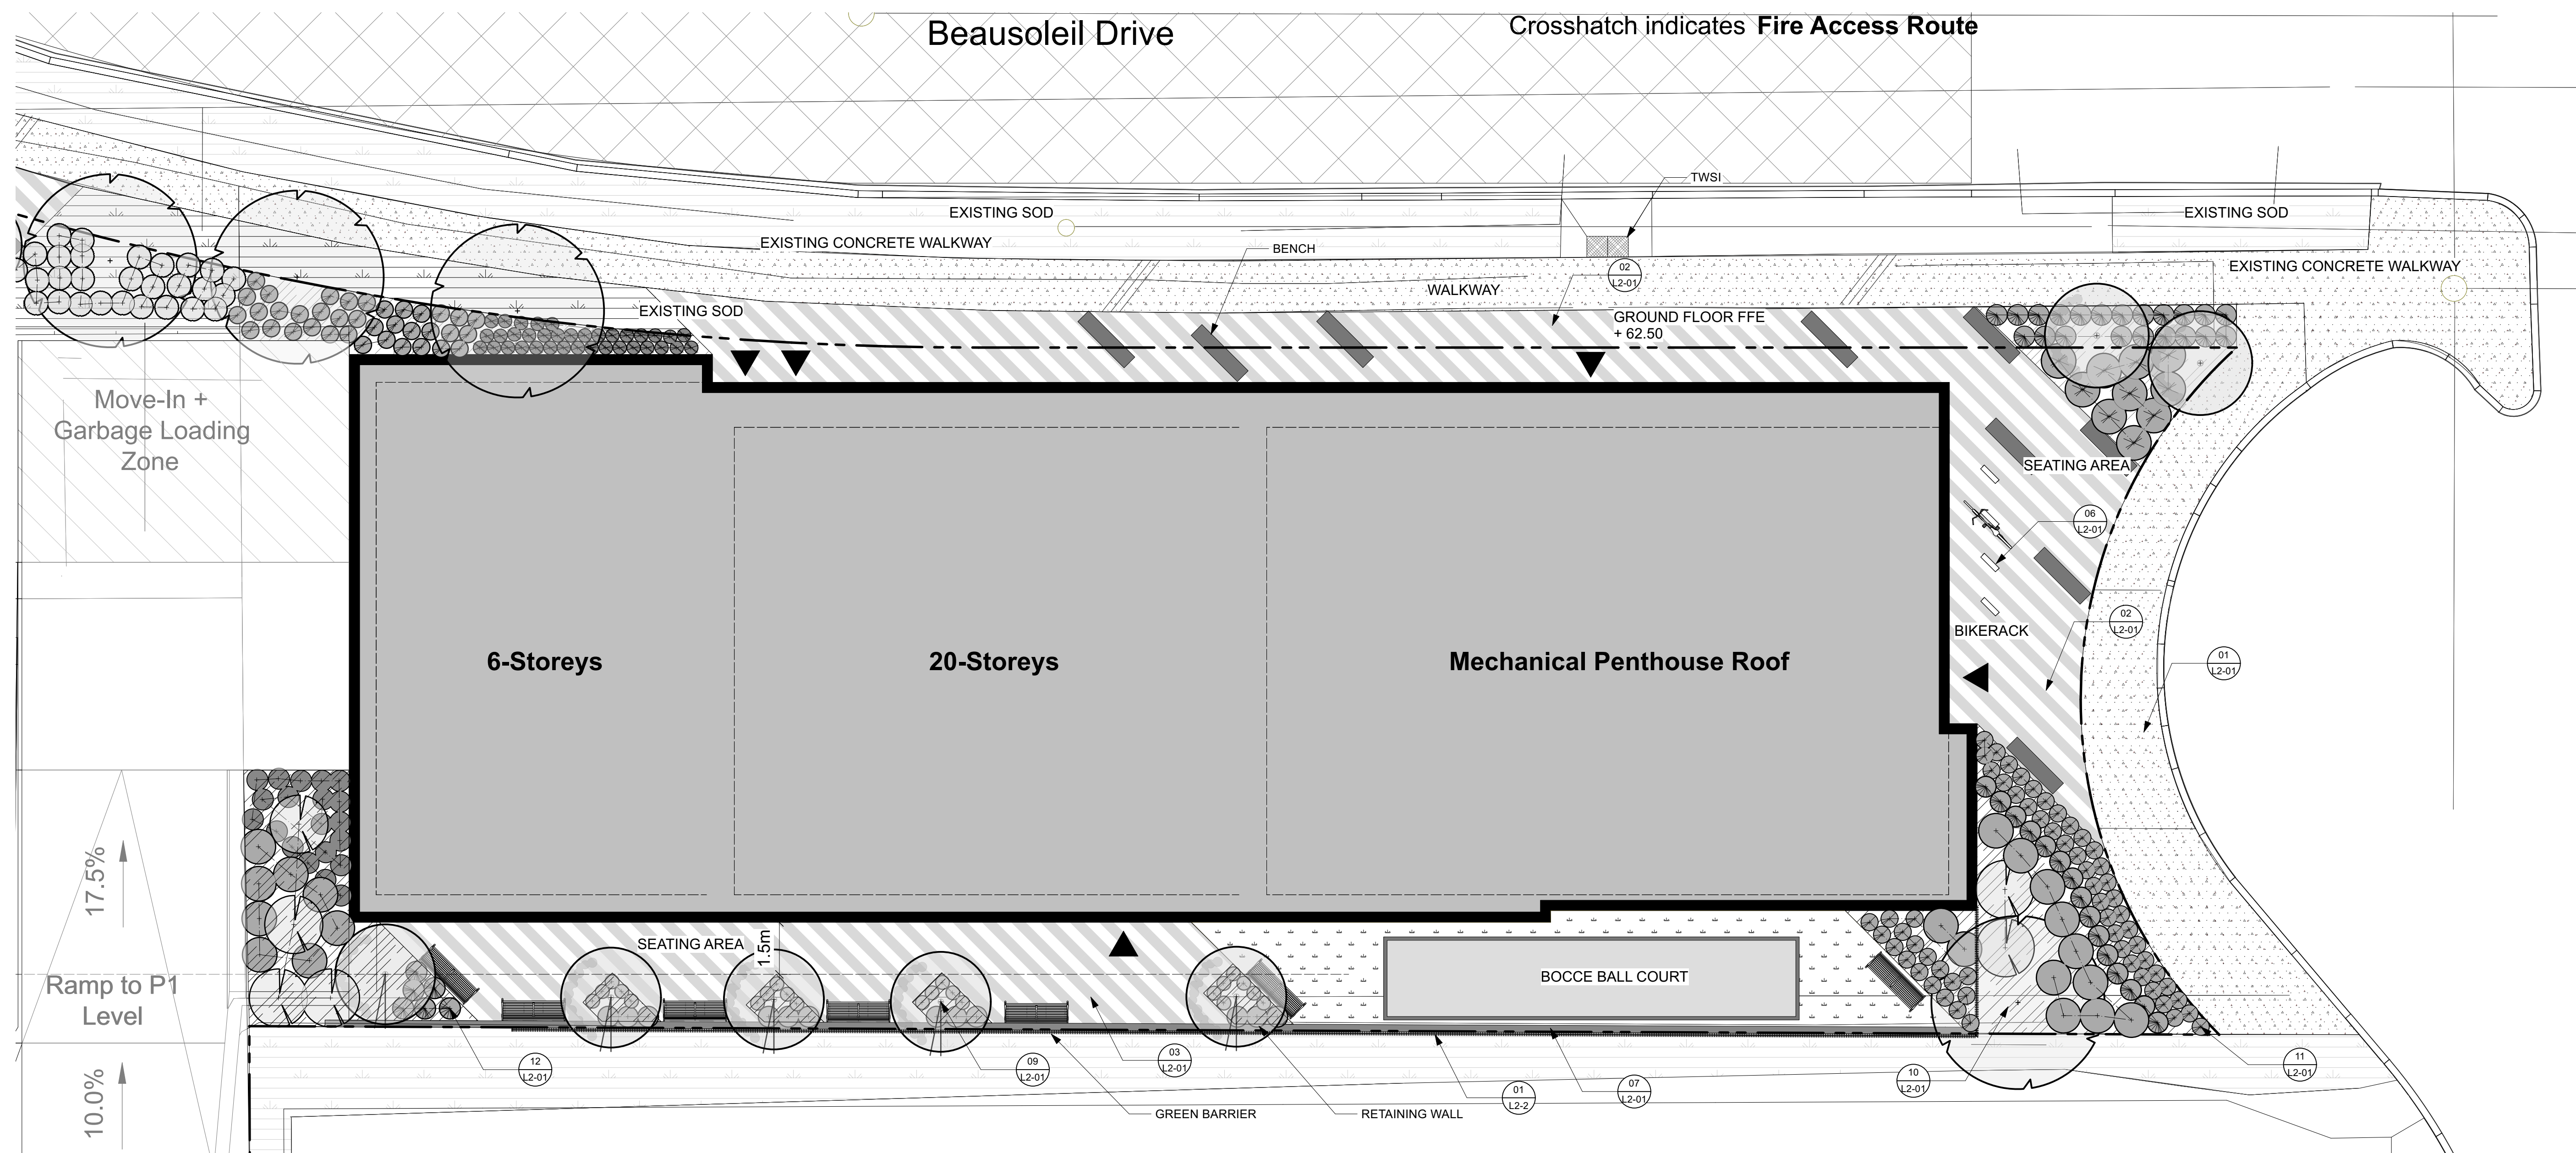 Beausoleil Drive
Crosshatch indicates Fire Access Route
TWSI
EXISTING SOD
EXISTING SOD
EXISTING CONCRETE WALKWAY
BENCH
02
L2-01
EXISTING CONCRETE WALKWAY
WALKWAY
EXISTING SOD
GROUND FLOOR FFE
+ 62.50
Move-In +
Garbage Loading
Zone
SEATING AREA
06
L2-01
02
L2-01
BIKERACK
01
L2-01
6-Storeys
20-Storeys
Mechanical Penthouse Roof
17.5%
SEATING AREA
1.5m
BOCCE BALL COURT
Ramp to P1
Level
10.0%
12
L2-01
09
L2-01
03
L2-01
01
L2-2
07
L2-01
10
L2-01
11
L2-01
GREEN BARRIER
RETAINING WALL